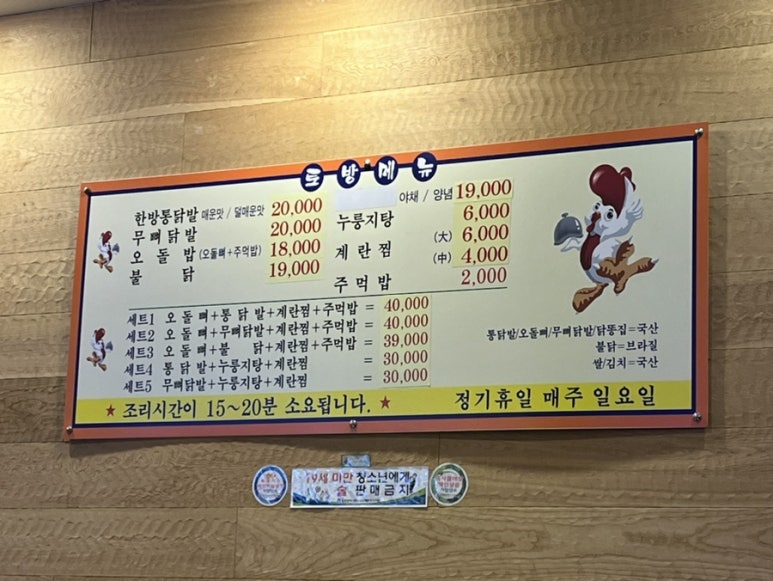 토방메뉴
한방통닭발 매운맛 / 덜매운맛 20,000
무뼈닭발 20,000
오돌밥 (오돌뼈+주먹밥) 18,000
불닭 19,000
야채 / 양념 19,000
누룽지탕 6,000
계란찜 (大) 6,000
(中) 4,000
주먹밥 2,000
세트1 오돌뼈+통닭발+계란찜+주먹밥 = 40,000
세트2 오돌뼈+무뼈닭발+계란찜+주먹밥 = 40,000
세트3 오돌뼈+불닭+계란찜+주먹밥 = 39,000
세트4 통닭발+누룽지탕+계란찜 = 30,000
세트5 무뼈닭발+누룽지탕+계란찜 = 30,000
통닭발/오돌뼈/무뼈닭발/닭똥집=국산
불닭=브라질
쌀/김치=국산
★ 조리시간이 15~20분 소요됩니다. ★ 정기휴일 매주 일요일
19세 미만 청소년에게
술 판매금지